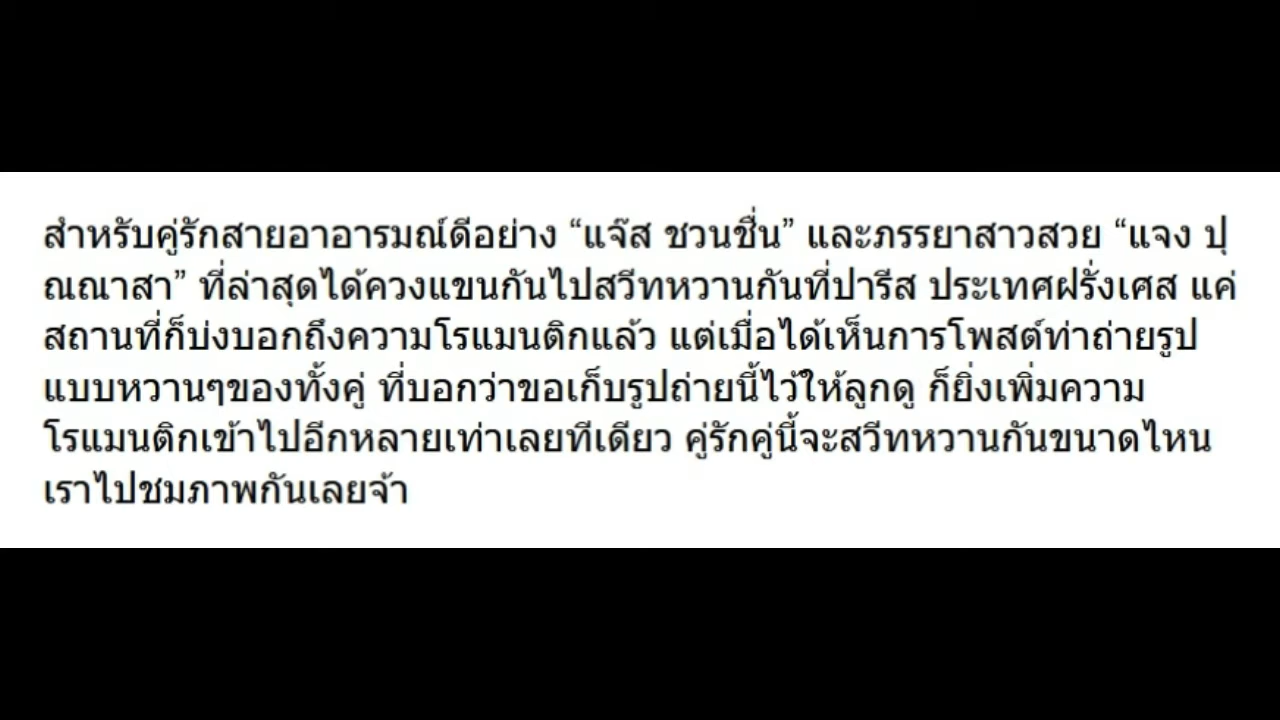 สำหรับคู่รักสายอาอารมณ์ดีอย่าง “แจ๊ส ชวนชื่น” และภรรยาสาวสวย “แจง ปุ
ณณาสา” ที่ล่าสุดได้ควงแขนกันไปสวีทหวานกันที่ปารีส ประเทศฝรั่งเศส แค่
สถานที่ก็บ่งบอกถึงความโรแมนติกแล้ว แต่เมื่อได้เห็นการโพสต์ท่าถ่ายรูป
แบบหวานๆของทั้งคู่ ที่บอกว่าขอเก็บรูปถ่ายนี้ไว้ให้ลูกดู ก็ยิ่งเพิ่มความ
โรแมนติกเข้าไปอีกหลายเท่าเลยทีเดียว คู่รักคู่นี้จะสวีทหวานกันขนาดไหน
เราไปชมภาพกันเลยจ้า